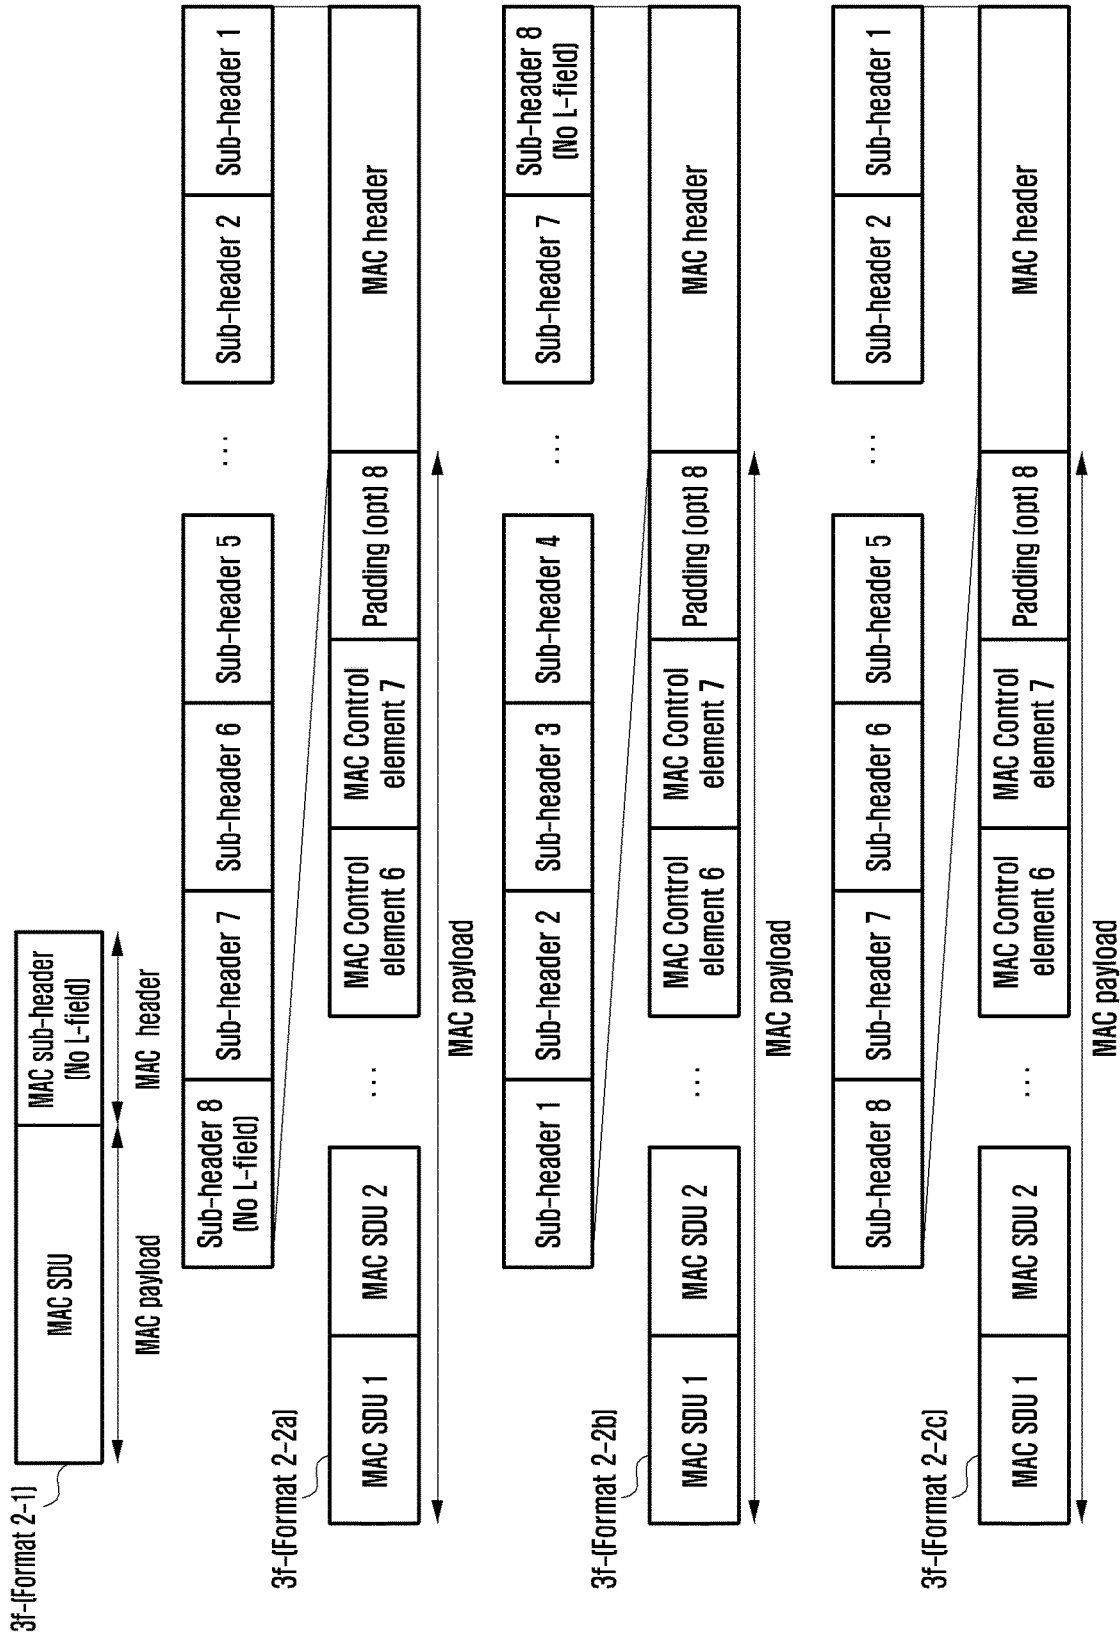 3f-(Format 2-1)
MAC SDU
MAC sub-header
(No L-field)
MAC payload
MAC header
Sub-header 8
(No L-field)
Sub-header 7
Sub-header 6
Sub-header 5
...
Sub-header 2
Sub-header 1
3f-(Format 2-2a)
MAC SDU 1
MAC SDU 2
...
MAC Control
element 6
MAC Control
element 7
Padding (opt) 8
MAC header
MAC payload
Sub-header 1
Sub-header 2
Sub-header 3
Sub-header 4
...
Sub-header 7
Sub-header 8
(No L-field)
3f-(Format 2-2b)
MAC SDU 1
MAC SDU 2
...
MAC Control
element 6
MAC Control
element 7
Padding (opt) 8
MAC header
MAC payload
Sub-header 8
Sub-header 7
Sub-header 6
Sub-header 5
...
Sub-header 2
Sub-header 1
3f-(Format 2-2c)
MAC SDU 1
MAC SDU 2
...
MAC Control
element 6
MAC Control
element 7
Padding (opt) 8
MAC header
MAC payload